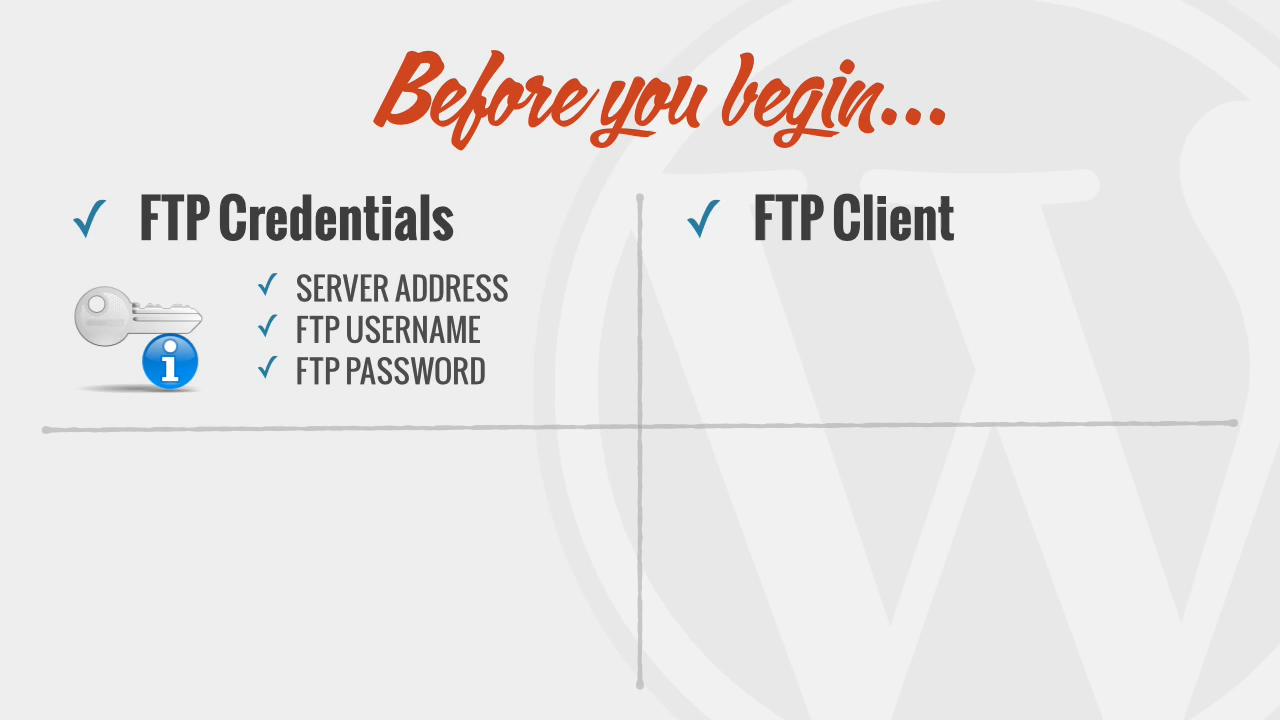 Before you begin...
FTP Credentials
SERVER ADDRESS
FTP USERNAME
FTP PASSWORD
FTP Client